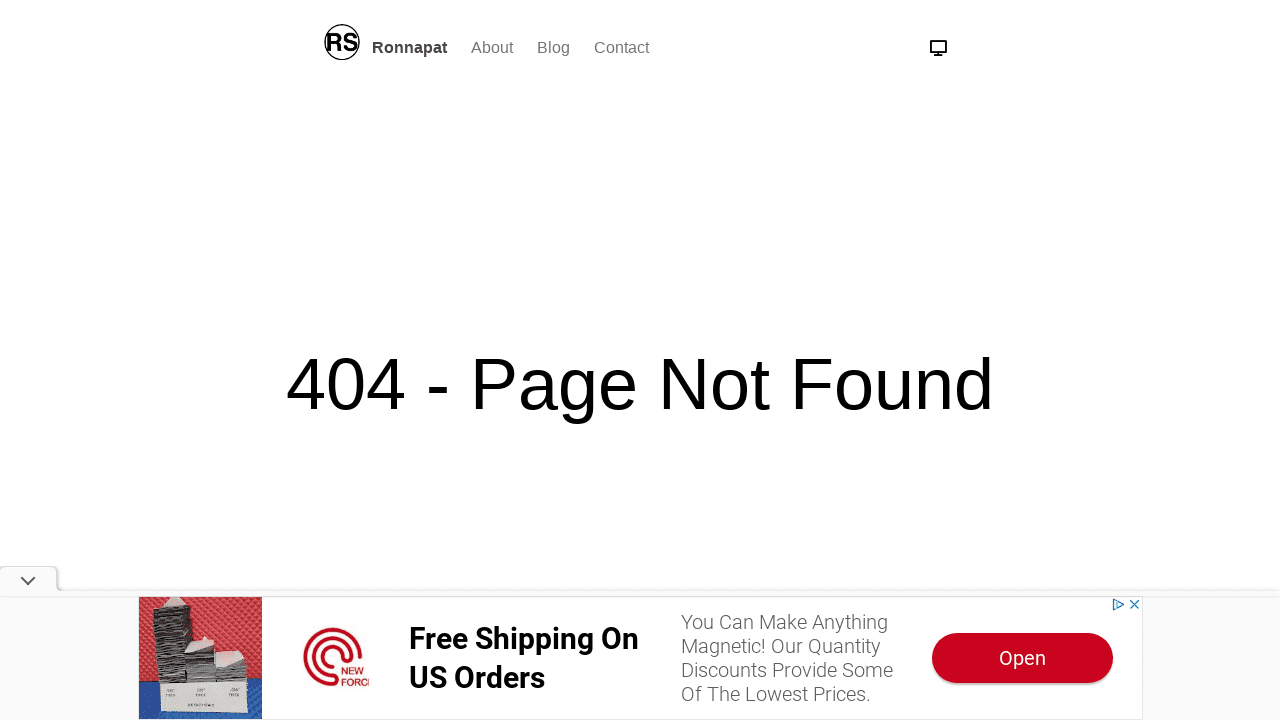 RS Ronnapat About Blog Contact
404 - Page Not Found
Free Shipping On
US Orders
NEW
FORC
You Can Make Anything
Magnetic! Our Quantity
Discounts Provide Some
Of The Lowest Prices.
Open